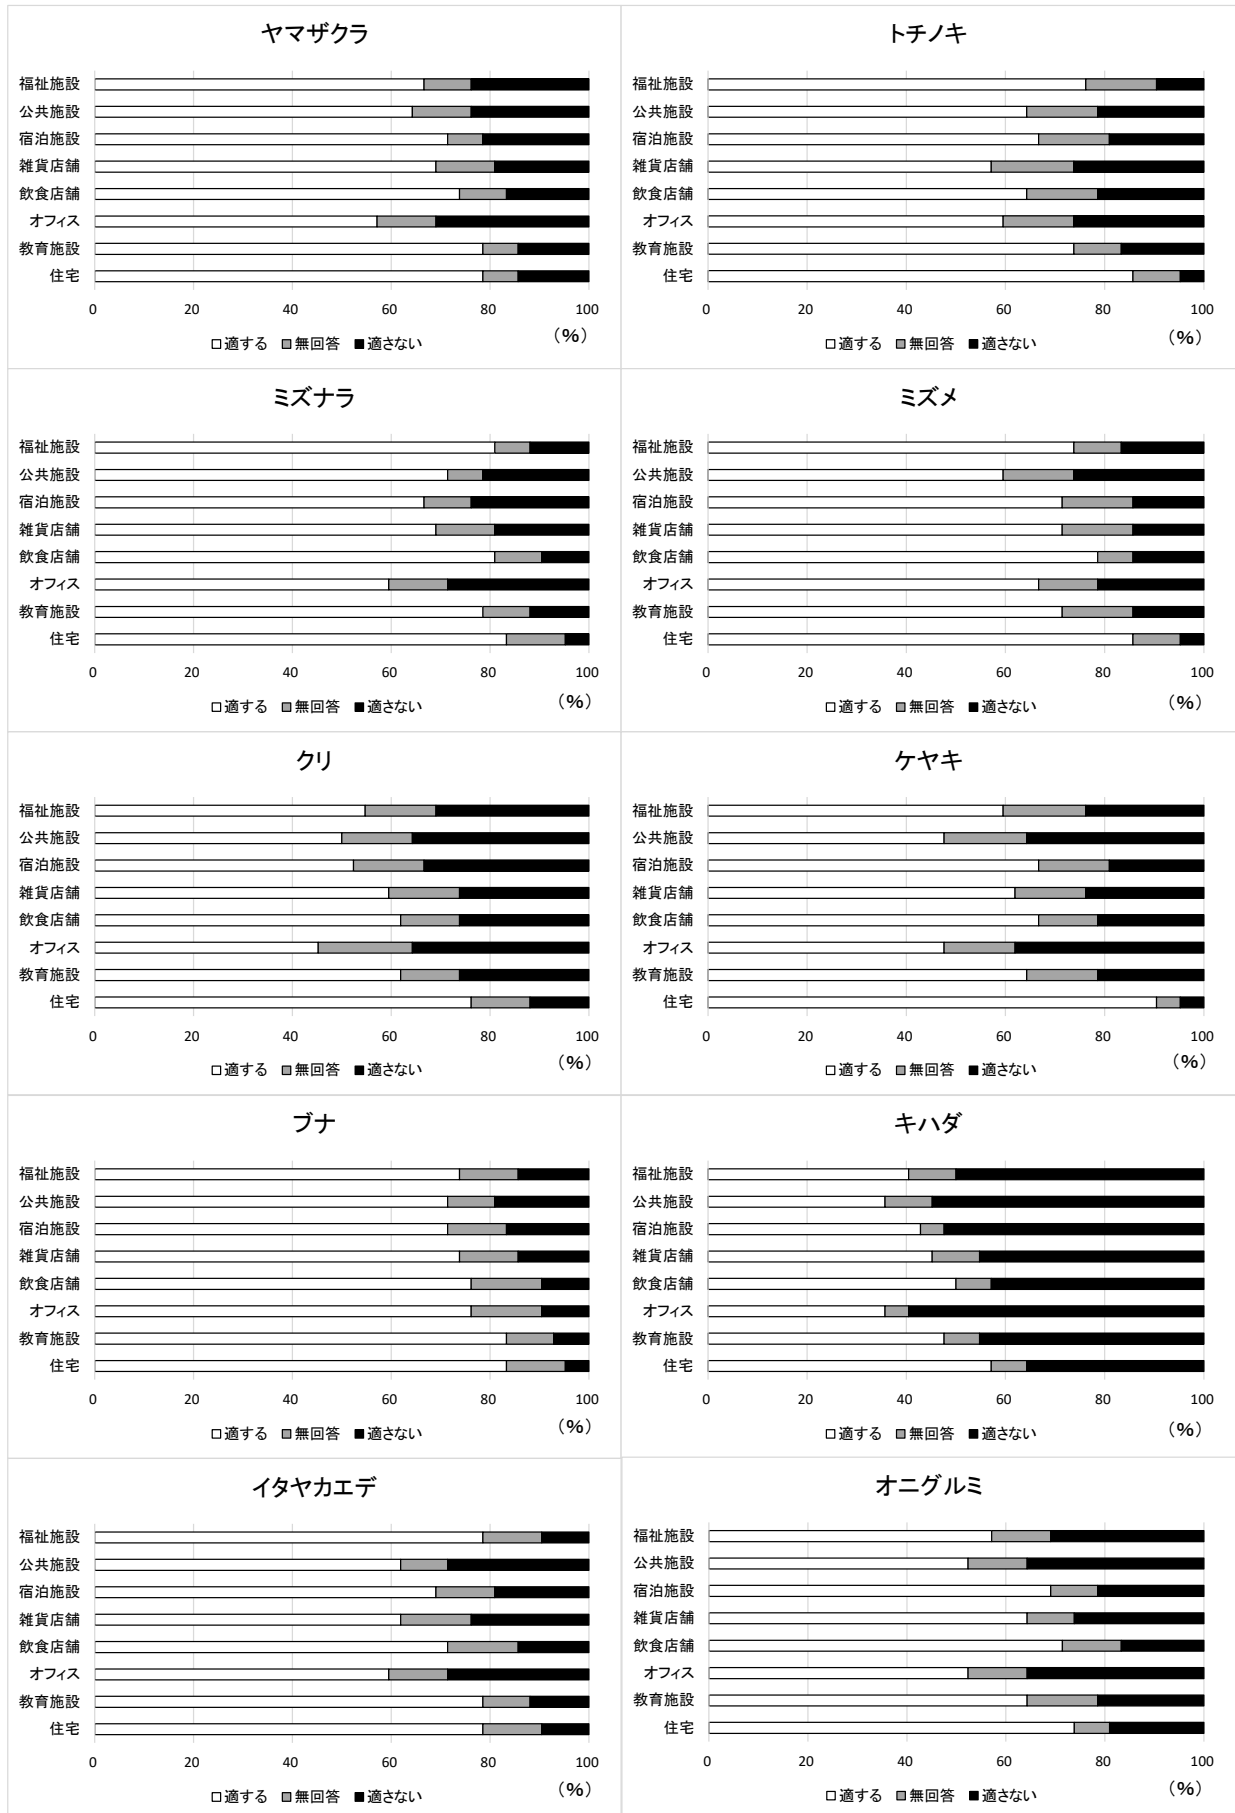 ヤマザクラ
福祉施設
公共施設
宿泊施設
雑貨店舗
飲食店舗
オフィス
教育施設
住宅
0 20 40 60 80 100
(%)
□適する ■無回答 ■適さない
トチノキ
福祉施設
公共施設
宿泊施設
雑貨店舗
飲食店舗
オフィス
教育施設
住宅
0 20 40 60 80 100
(%)
□適する ■無回答 ■適さない
ミズナラ
福祉施設
公共施設
宿泊施設
雑貨店舗
飲食店舗
オフィス
教育施設
住宅
0 20 40 60 80 100
(%)
□適する ■無回答 ■適さない
ミズメ
福祉施設
公共施設
宿泊施設
雑貨店舗
飲食店舗
オフィス
教育施設
住宅
0 20 40 60 80 100
(%)
□適する ■無回答 ■適さない
クリ
福祉施設
公共施設
宿泊施設
雑貨店舗
飲食店舗
オフィス
教育施設
住宅
0 20 40 60 80 100
(%)
□適する ■無回答 ■適さない
ケヤキ
福祉施設
公共施設
宿泊施設
雑貨店舗
飲食店舗
オフィス
教育施設
住宅
0 20 40 60 80 100
(%)
□適する ■無回答 ■適さない
ブナ
福祉施設
公共施設
宿泊施設
雑貨店舗
飲食店舗
オフィス
教育施設
住宅
0 20 40 60 80 100
(%)
□適する ■無回答 ■適さない
キハダ
福祉施設
公共施設
宿泊施設
雑貨店舗
飲食店舗
オフィス
教育施設
住宅
0 20 40 60 80 100
(%)
□適する ■無回答 ■適さない
イタヤカエデ
福祉施設
公共施設
宿泊施設
雑貨店舗
飲食店舗
オフィス
教育施設
住宅
0 20 40 60 80 100
(%)
□適する ■無回答 ■適さない
オニグルミ
福祉施設
公共施設
宿泊施設
雑貨店舗
飲食店舗
オフィス
教育施設
住宅
0 20 40 60 80 100
(%)
□適する ■無回答 ■適さない